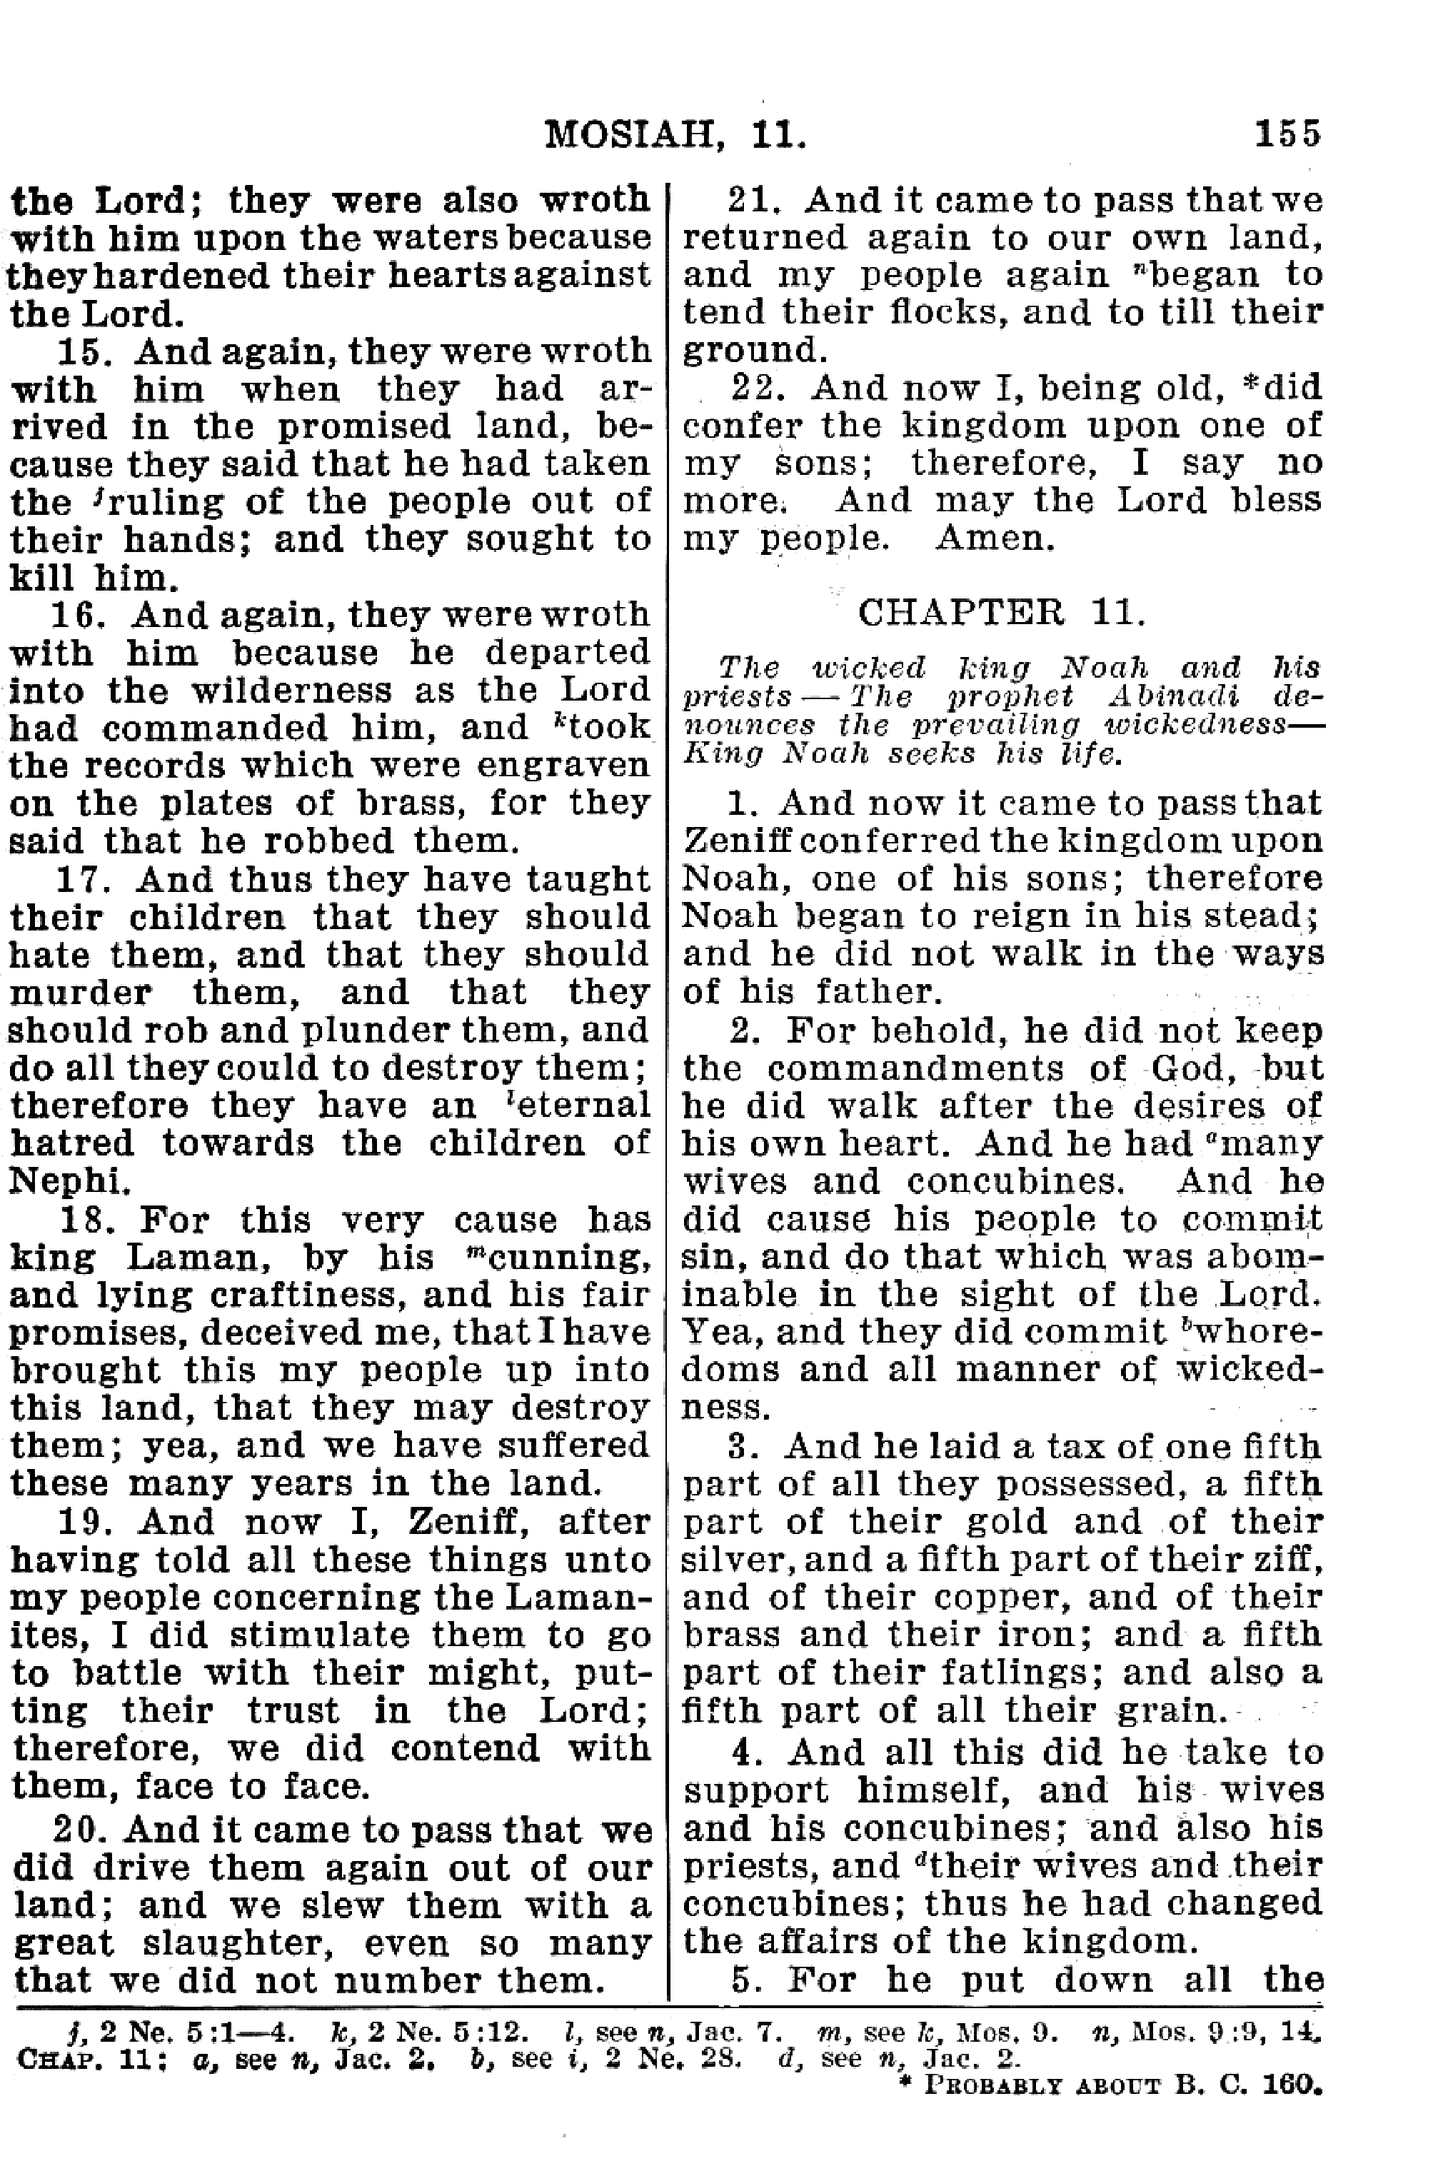 MOSIAH, 11. 155
the Lord; they were also wroth
with him upon the waters because
they hardened their hearts against
the Lord.
15. And again, they were wroth
with him when they had ar-
rived in the promised land, be-
cause they said that he had taken
the jruling of the people out of
their hands; and they sought to
kill him.
16. And again, they were wroth
with him because he departed
into the wilderness as the Lord
had commanded him, and ktook
the records which were engraven
on the plates of brass, for they
said that he robbed them.
17. And thus they have taught
their children that they should
hate them, and that they should
murder them, and that they
should rob and plunder them, and
do all they could to destroy them;
therefore they have an leternal
hatred towards the children of
Nephi.
18. For this very cause has
king Laman, by his mcunning,
and lying craftiness, and his fair
promises, deceived me, that I have
brought this my people up into
this land, that they may destroy
them; yea, and we have suffered
these many years in the land.
19. And now I, Zeniff, after
having told all these things unto
my people concerning the Laman-
ites, I did stimulate them to go
to battle with their might, put-
ting their trust in the Lord;
therefore, we did contend with
them, face to face.
20. And it came to pass that we
did drive them again out of our
land; and we slew them with a
great slaughter, even so many
that we did not number them.
21. And it came to pass that we
returned again to our own land,
and my people again nbegan to
tend their flocks, and to till their
ground.
22. And now I, being old, *did
confer the kingdom upon one of
my sons; therefore, I say no
more. And may the Lord bless
my people. Amen.
CHAPTER 11.
The wicked king Noah and his
priests — The prophet Abinadi de-
nounces the prevailing wickedness—
King Noah seeks his life.
1. And now it came to pass that
Zeniff conferred the kingdom upon
Noah, one of his sons; therefore
Noah began to reign in his stead;
and he did not walk in the ways
of his father.
2. For behold, he did not keep
the commandments of God, but
he did walk after the desires of
his own heart. And he had amany
wives and concubines. And he
did cause his people to commit
sin, and do that which was abom-
inable in the sight of the Lord.
Yea, and they did commit bwhore-
doms and all manner of wicked-
ness.
3. And he laid a tax of one fifth
part of all they possessed, a fifth
part of their gold and of their
silver, and a fifth part of their ziff,
and of their copper, and of their
brass and their iron; and a fifth
part of their fatlings; and also a
fifth part of all their grain.
4. And all this did he take to
support himself, and his wives
and his concubines; and also his
priests, and dtheir wives and their
concubines; thus he had changed
the affairs of the kingdom.
5. For he put down all the
j, 2 Ne. 5:1—4. k, 2 Ne. 5:12. l, see n, Jac. 7. m, see k, Mos. 9. n, Mos. 9:9, 14.
CHAP. 11: a, see n, Jac. 2. b, see i, 2 Ne. 28. d, see n, Jac. 2.
* PROBABLY ABOUT B. C. 160.